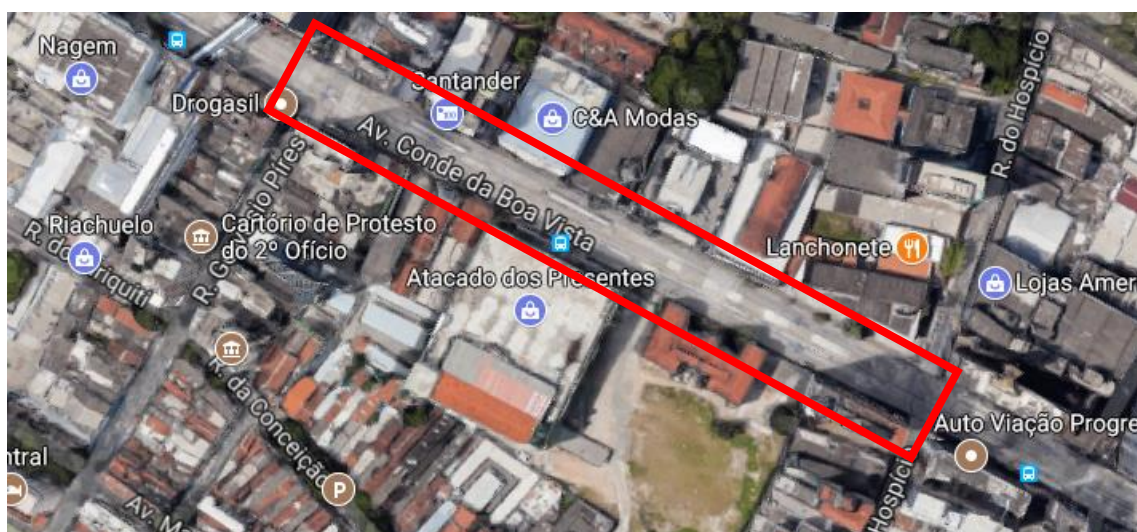 Nagem
Drogasil
Santander
C&A Modas
R. do Hospício
Av. Conde da Boa Vista
Riachuelo
Cartório de Protesto
do 2º Ofício
Lanchonete
Lojas Amer
Atacado dos Presentes
R. da Conceição
Auto Viação Progre
ntral
P
Hospício